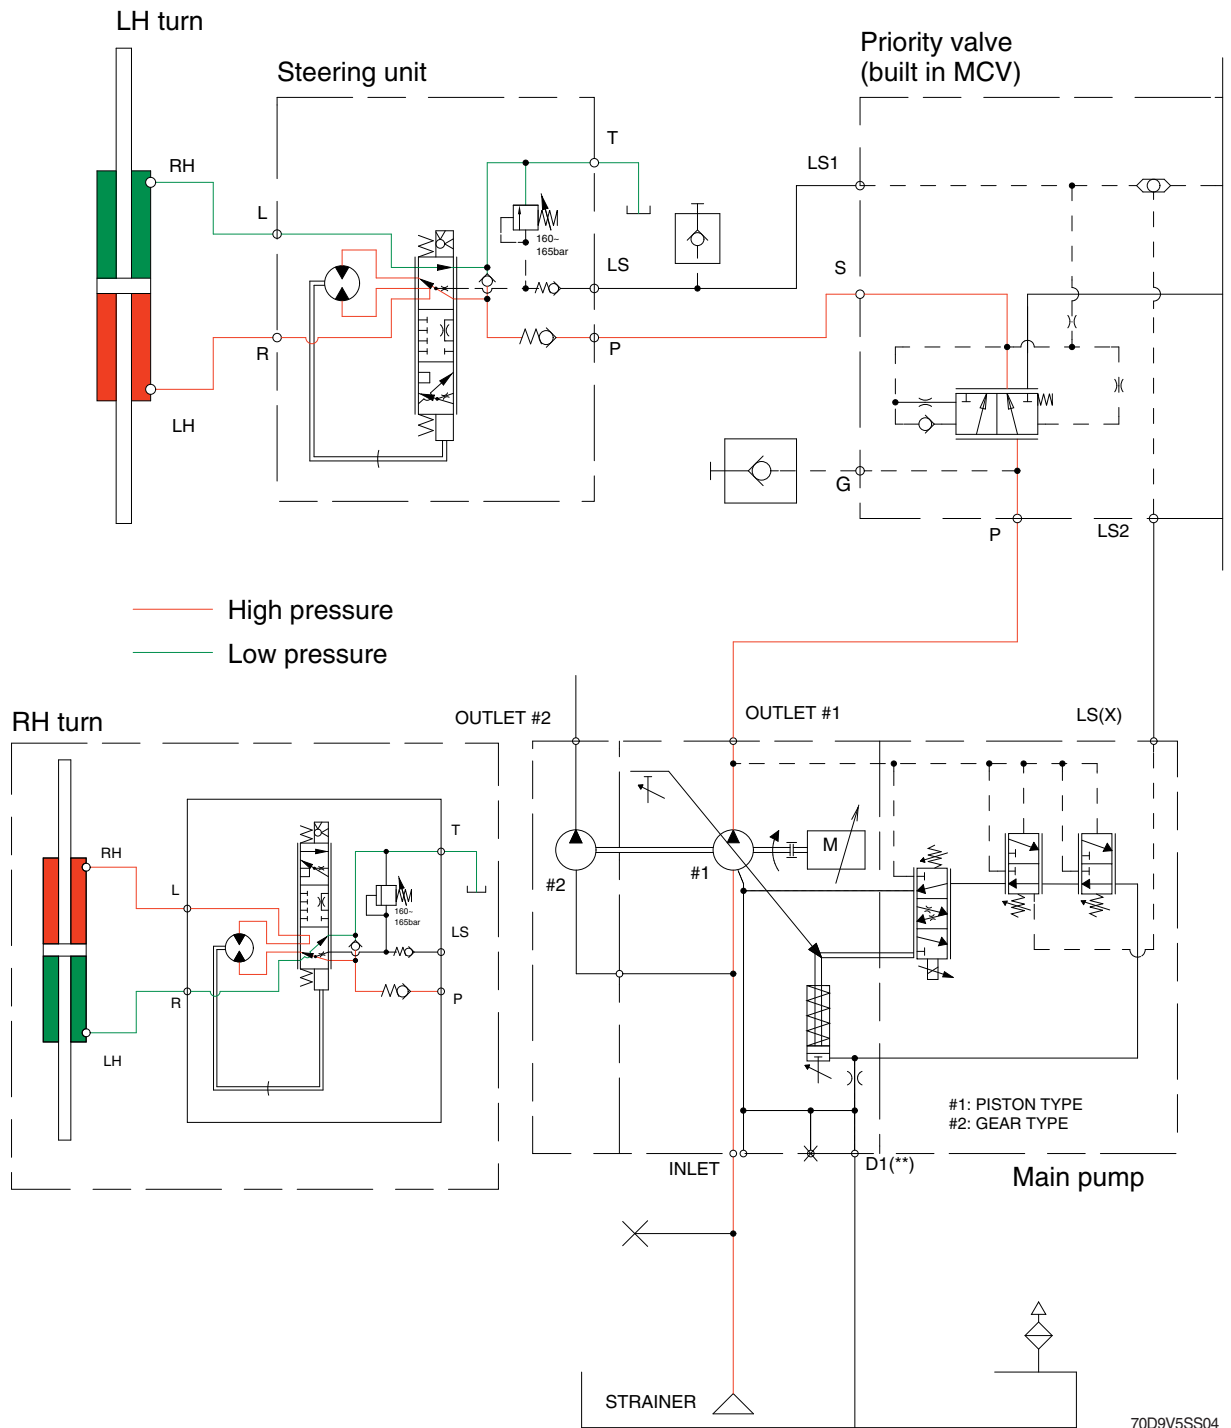 LH turn
Steering unit
Priority valve
(built in MCV)
RH
L
T
LS1
160~
165bar
LS
S
R
P
LH
G
P
LS2
High pressure
Low pressure
RH turn
OUTLET #2
OUTLET #1
LS(X)
RH
L
T
M
#2
#1
160~
165bar
LS
R
P
LH
#1: PISTON TYPE
#2: GEAR TYPE
INLET
D1(**)
Main pump
STRAINER
70D9V5SS04